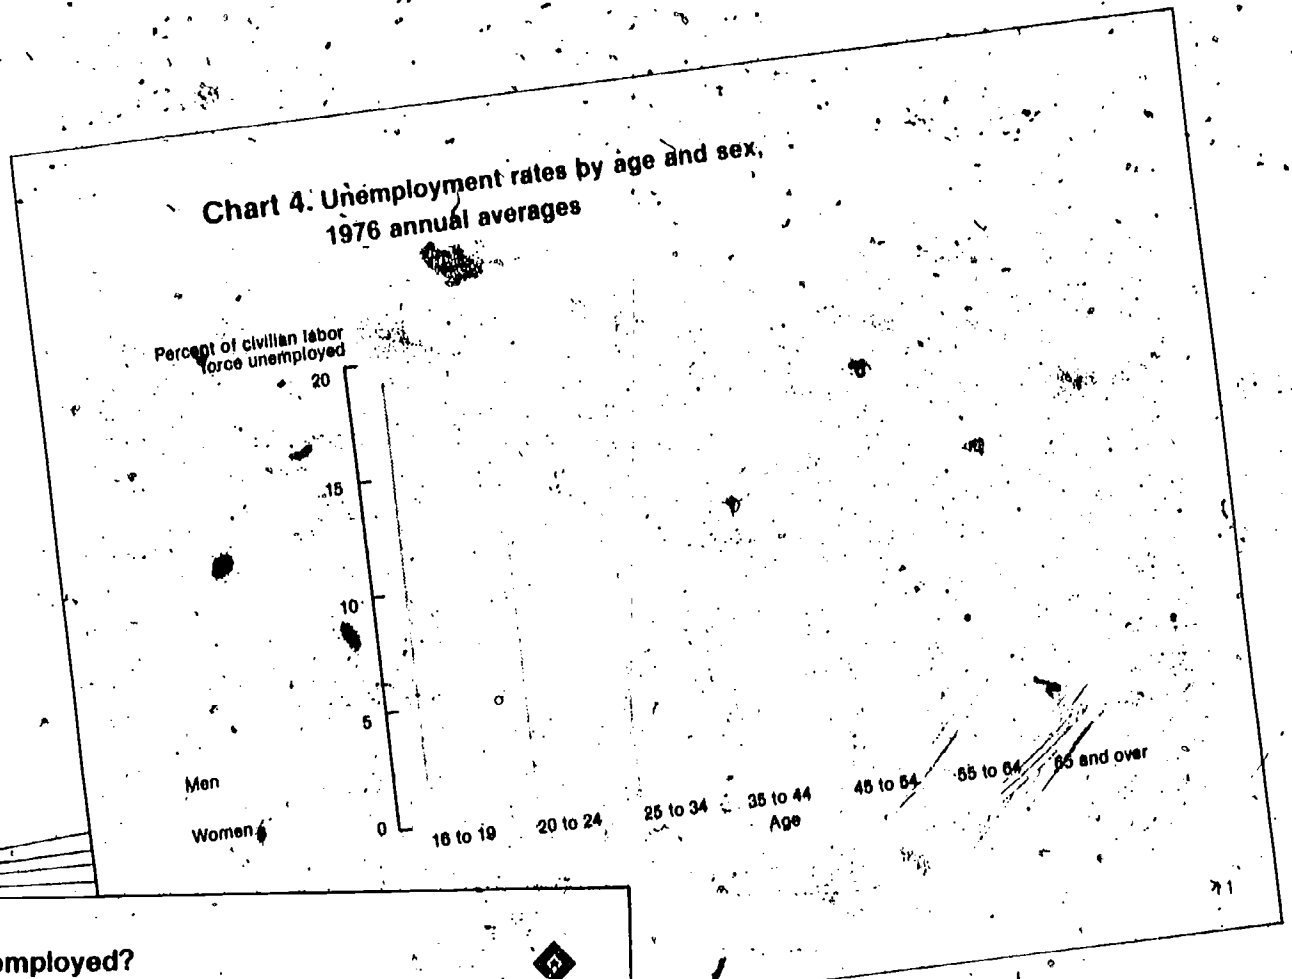 Chart 4. Unemployment rates by age and sex,
1976 annual averages
Percent of civilian labor
force unemployed
20
15
10
5
0
Men
Women
16 to 19
20 to 24
25 to 34
35 to 44
45 to 54
55 to 64
65 and over
Age
1
employed?